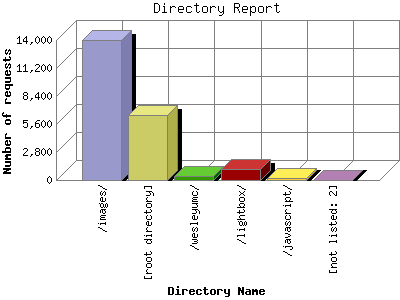 Directory Report
Number of requests
14,000
11,200
8,400
5,600
2,800
0
/images/
[root directory]
/wesleyumc/
/lightbox/
/javascript/
[not listed: 2]
Directory Name